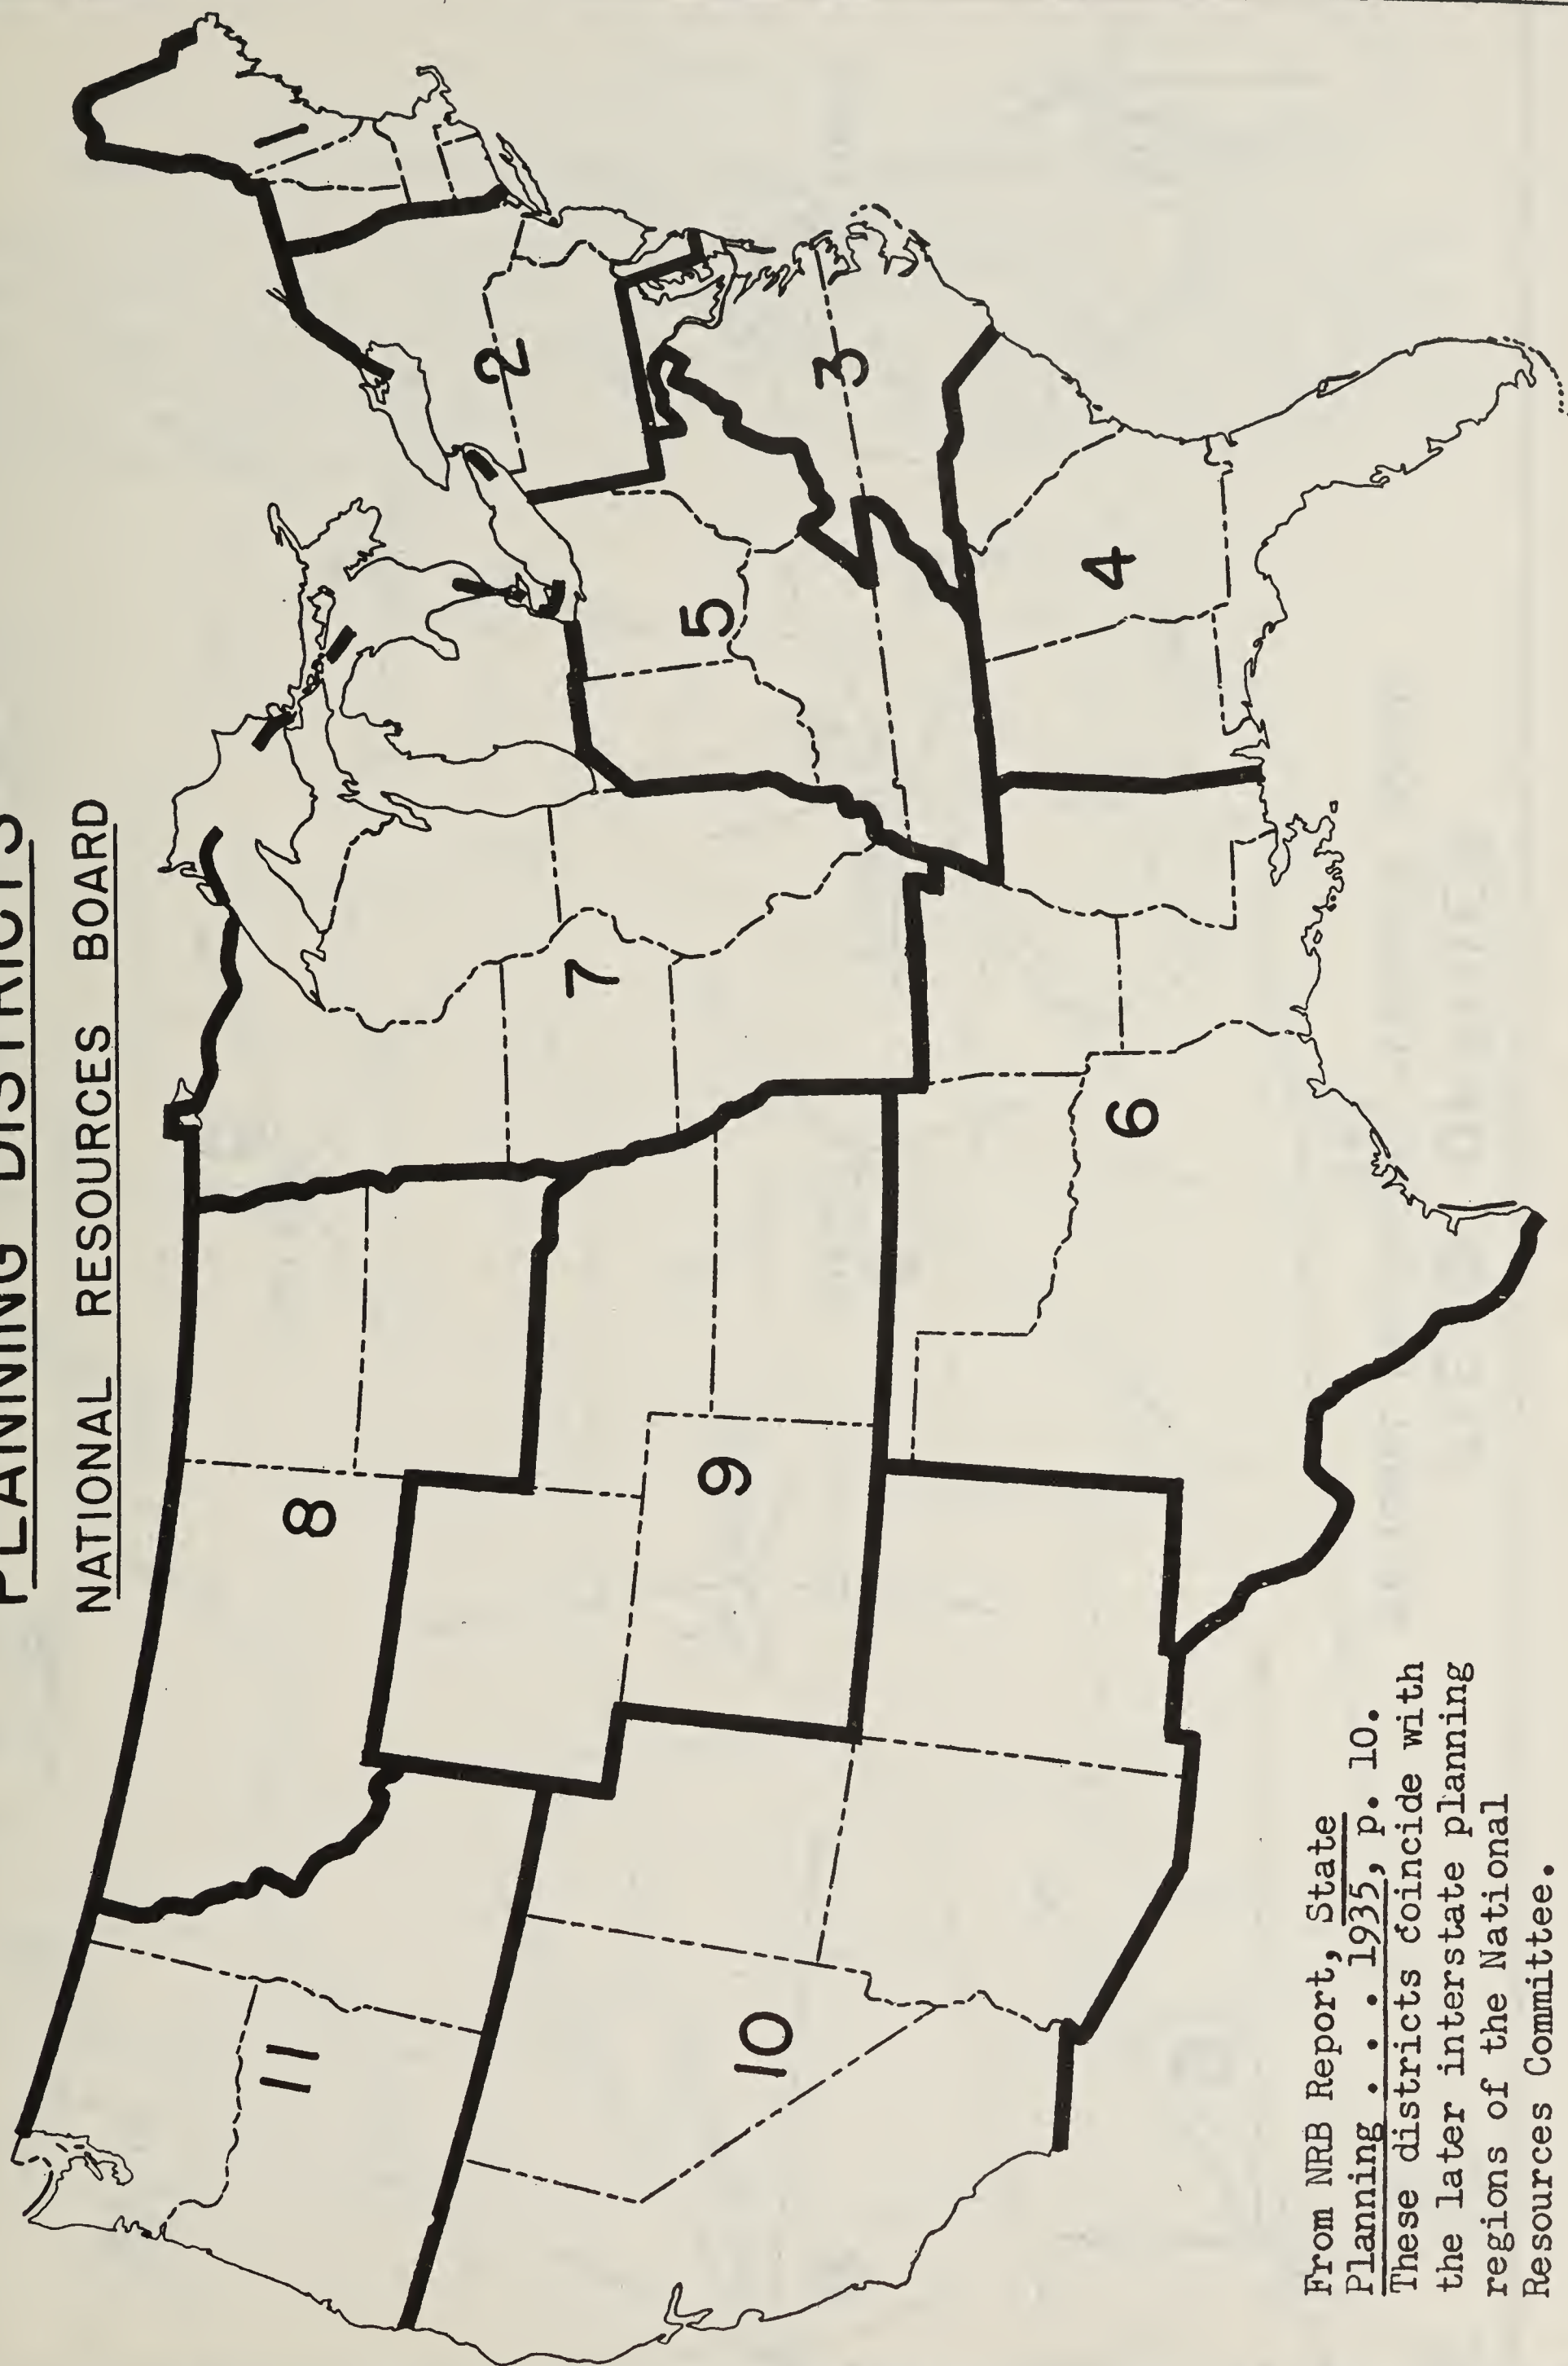 PLANNING DISTRICTS
NATIONAL RESOURCES BOARD
1
2
3
4
5
6
7
8
9
10
11
From NRB Report, State
Planning . . . 1935, p. 10.
These districts coincide with
the later interstate planning
regions of the National
Resources Committee.